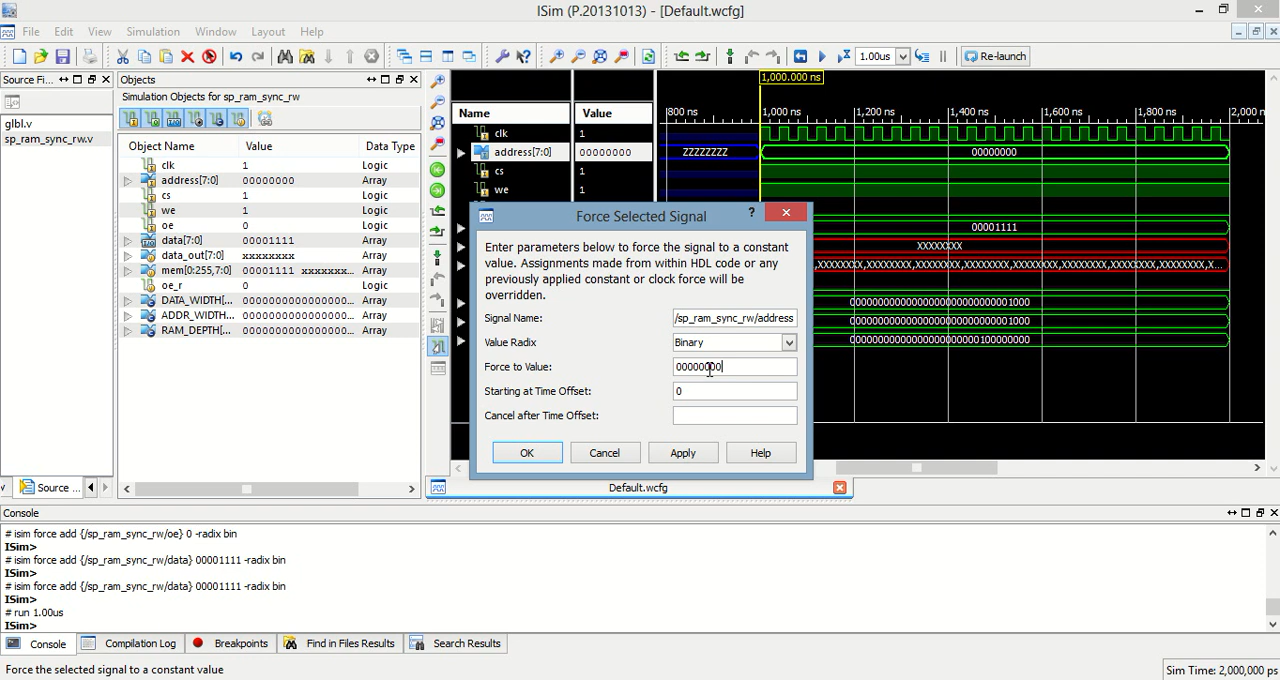 ISim (P.20131013) - [Default.wcfg]
File Edit View Simulation Window Layout Help
1.00us Re-launch
Source Fi...
glbl.v
sp_ram_sync_rw.v
Source ...
Objects
Simulation Objects for sp_ram_sync_rw
Object Name Value Data Type
clk 1 Logic
address[7:0] 00000000 Array
cs 1 Logic
we 1 Logic
oe 0 Logic
data[7:0] 00001111 Array
data_out[7:0] xxxxxxxx Array
mem[0:255,7:0] 00001111 xxxxxxx... Array
oe_r 0 Logic
DATA_WIDTH[... 00000000000000... Array
ADDR_WIDTH[... 00000000000000... Array
RAM_DEPTH[... 00000000000000... Array
1,000.000 ns
Name Value 800 ns 1,000 ns 1,200 ns 1,400 ns 1,600 ns 1,800 ns 2,000 n
clk 1
address[7:0] 00000000 ZZZZZZZZ 00000000
cs 1
we 1
00001111
XXXXXXXX
00000000000000000000000000001000
00000000000000000000000000001000
00000000000000000000000100000000
Force Selected Signal
Enter parameters below to force the signal to a constant
value. Assignments made from within HDL code or any
previously applied constant or clock force will be
overridden.
Signal Name: /sp_ram_sync_rw/address
Value Radix Binary
Force to Value: 00000000
Starting at Time Offset: 0
Cancel after Time Offset:
OK Cancel Apply Help
Default.wcfg
Console
# isim force add {/sp_ram_sync_rw/oe} 0 -radix bin
ISim>
# isim force add {/sp_ram_sync_rw/data} 00001111 -radix bin
ISim>
# isim force add {/sp_ram_sync_rw/data} 00001111 -radix bin
ISim>
# run 1.00us
ISim>
Console Compilation Log Breakpoints Find in Files Results Search Results
Force the selected signal to a constant value Sim Time: 2,000,000 ps